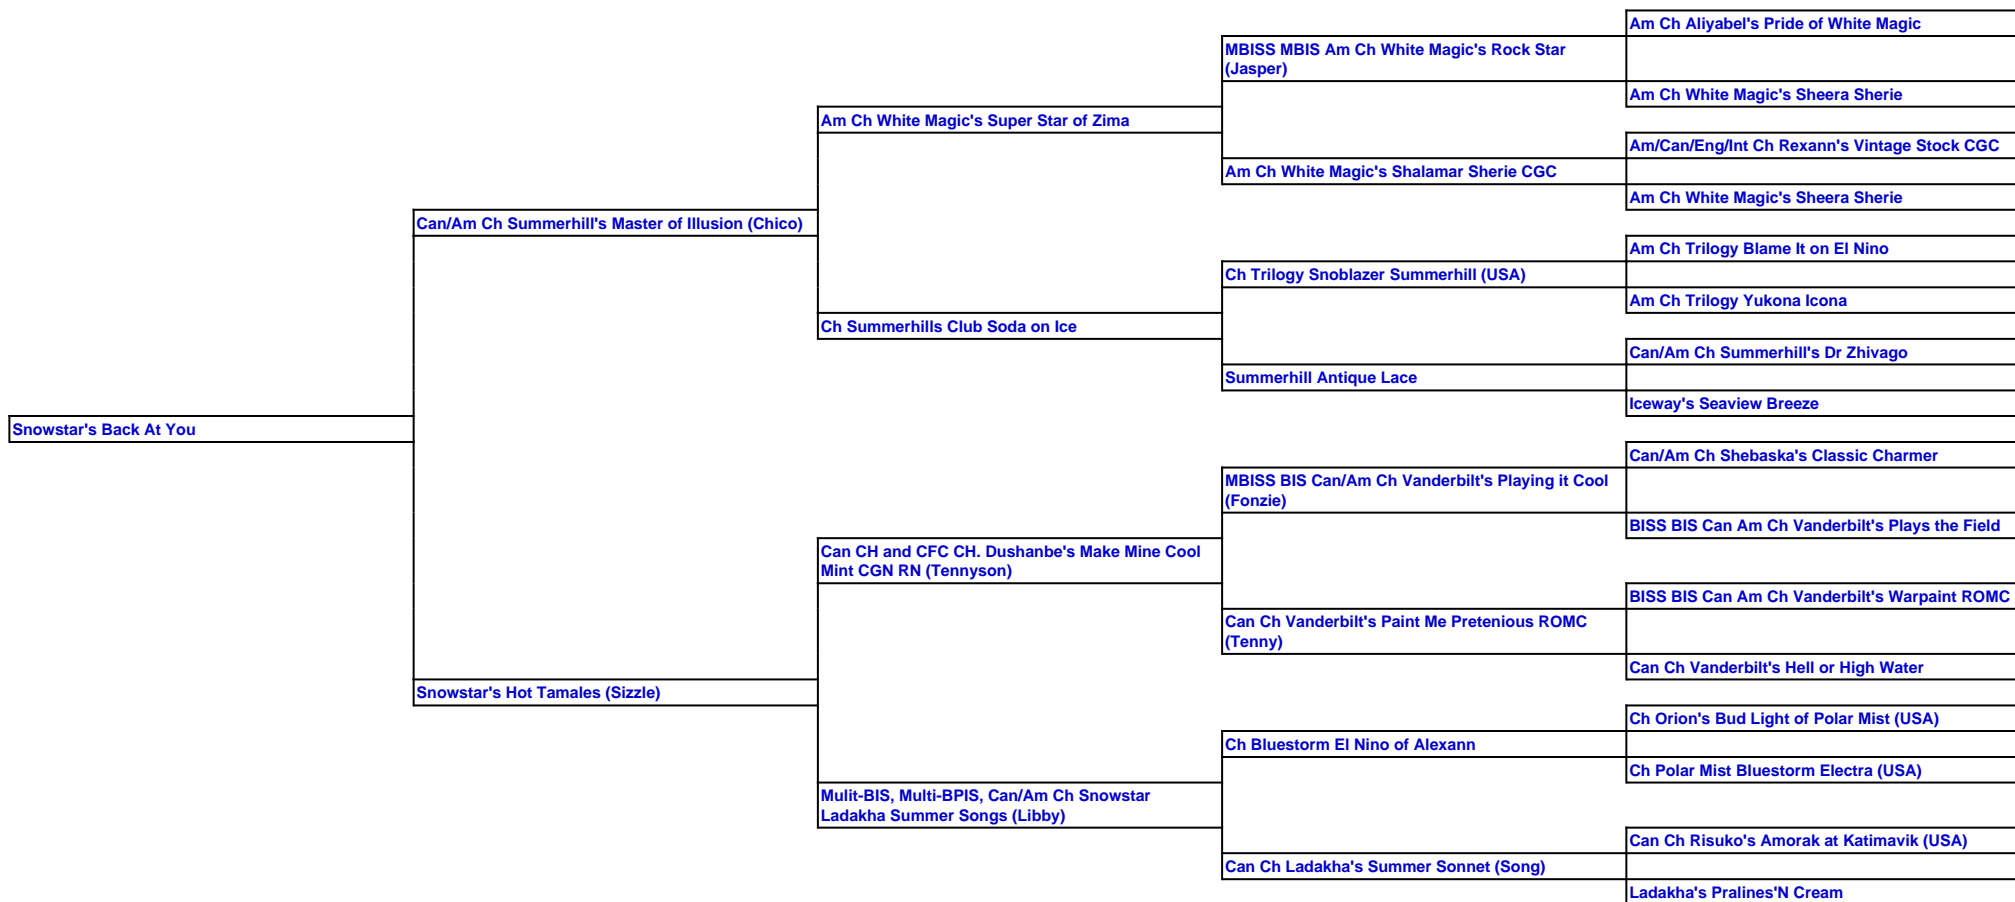 Am Ch Aliyabel's Pride of White Magic
MBISS MBIS Am Ch White Magic's Rock Star
(Jasper)
Am Ch White Magic's Sheera Sherie
Am Ch White Magic's Super Star of Zima
Am/Can/Eng/Int Ch Rexann's Vintage Stock CGC
Am Ch White Magic's Shalamar Sherie CGC
Am Ch White Magic's Sheera Sherie
Can/Am Ch Summerhill's Master of Illusion (Chico)
Am Ch Trilogy Blame It on El Nino
Ch Trilogy Snoblazer Summerhill (USA)
Am Ch Trilogy Yukona Icona
Ch Summerhills Club Soda on Ice
Can/Am Ch Summerhill's Dr Zhivago
Summerhill Antique Lace
Iceway's Seaview Breeze
Snowstar's Back At You
Can/Am Ch Shebaska's Classic Charmer
MBISS BIS Can/Am Ch Vanderbilt's Playing it Cool
(Fonzie)
BISS BIS Can Am Ch Vanderbilt's Plays the Field
Can CH and CFC CH. Dushanbe's Make Mine Cool
Mint CGN RN (Tennyson)
BISS BIS Can Am Ch Vanderbilt's Warpaint ROMC
Can Ch Vanderbilt's Paint Me Pretenious ROMC
(Tenny)
Can Ch Vanderbilt's Hell or High Water
Snowstar's Hot Tamales (Sizzle)
Ch Orion's Bud Light of Polar Mist (USA)
Ch Bluestorm El Nino of Alexann
Ch Polar Mist Bluestorm Electra (USA)
Mulit-BIS, Multi-BPIS, Can/Am Ch Snowstar
Ladakha Summer Songs (Libby)
Can Ch Risuko's Amorak at Katimavik (USA)
Can Ch Ladakha's Summer Sonnet (Song)
Ladakha's Pralines'N Cream